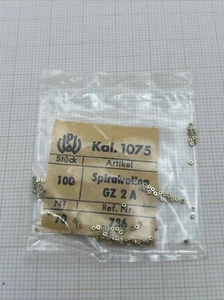 Kal. 1075
Stück Artikel
100 Spiralrollen
GZ 2 A
Ref. Nr.